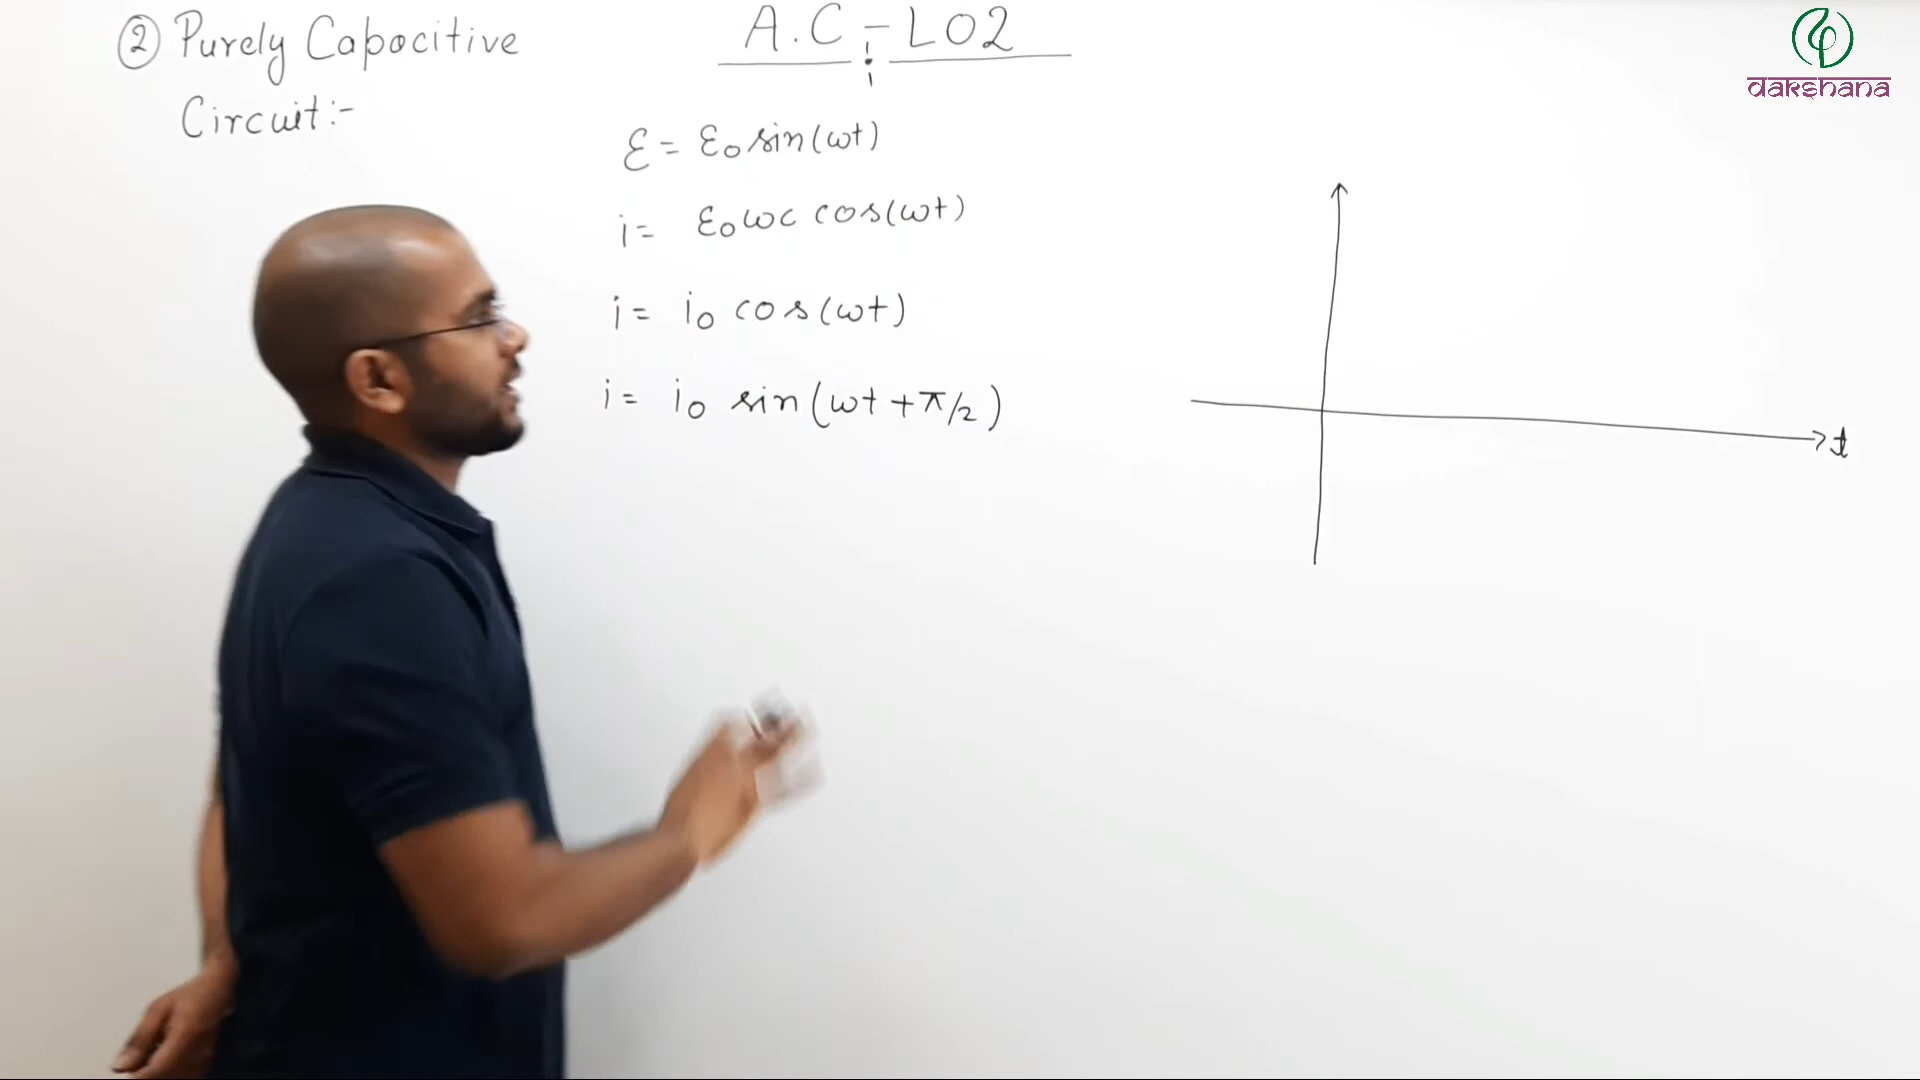 ② Purely Capacitive
Circuit:-
A.C - L02
ε = ε₀ sin(ωt)
i = ε₀ωc cos(ωt)
i = i₀ cos(ωt)
i = i₀ sin(ωt + π/2)
t
dakshana